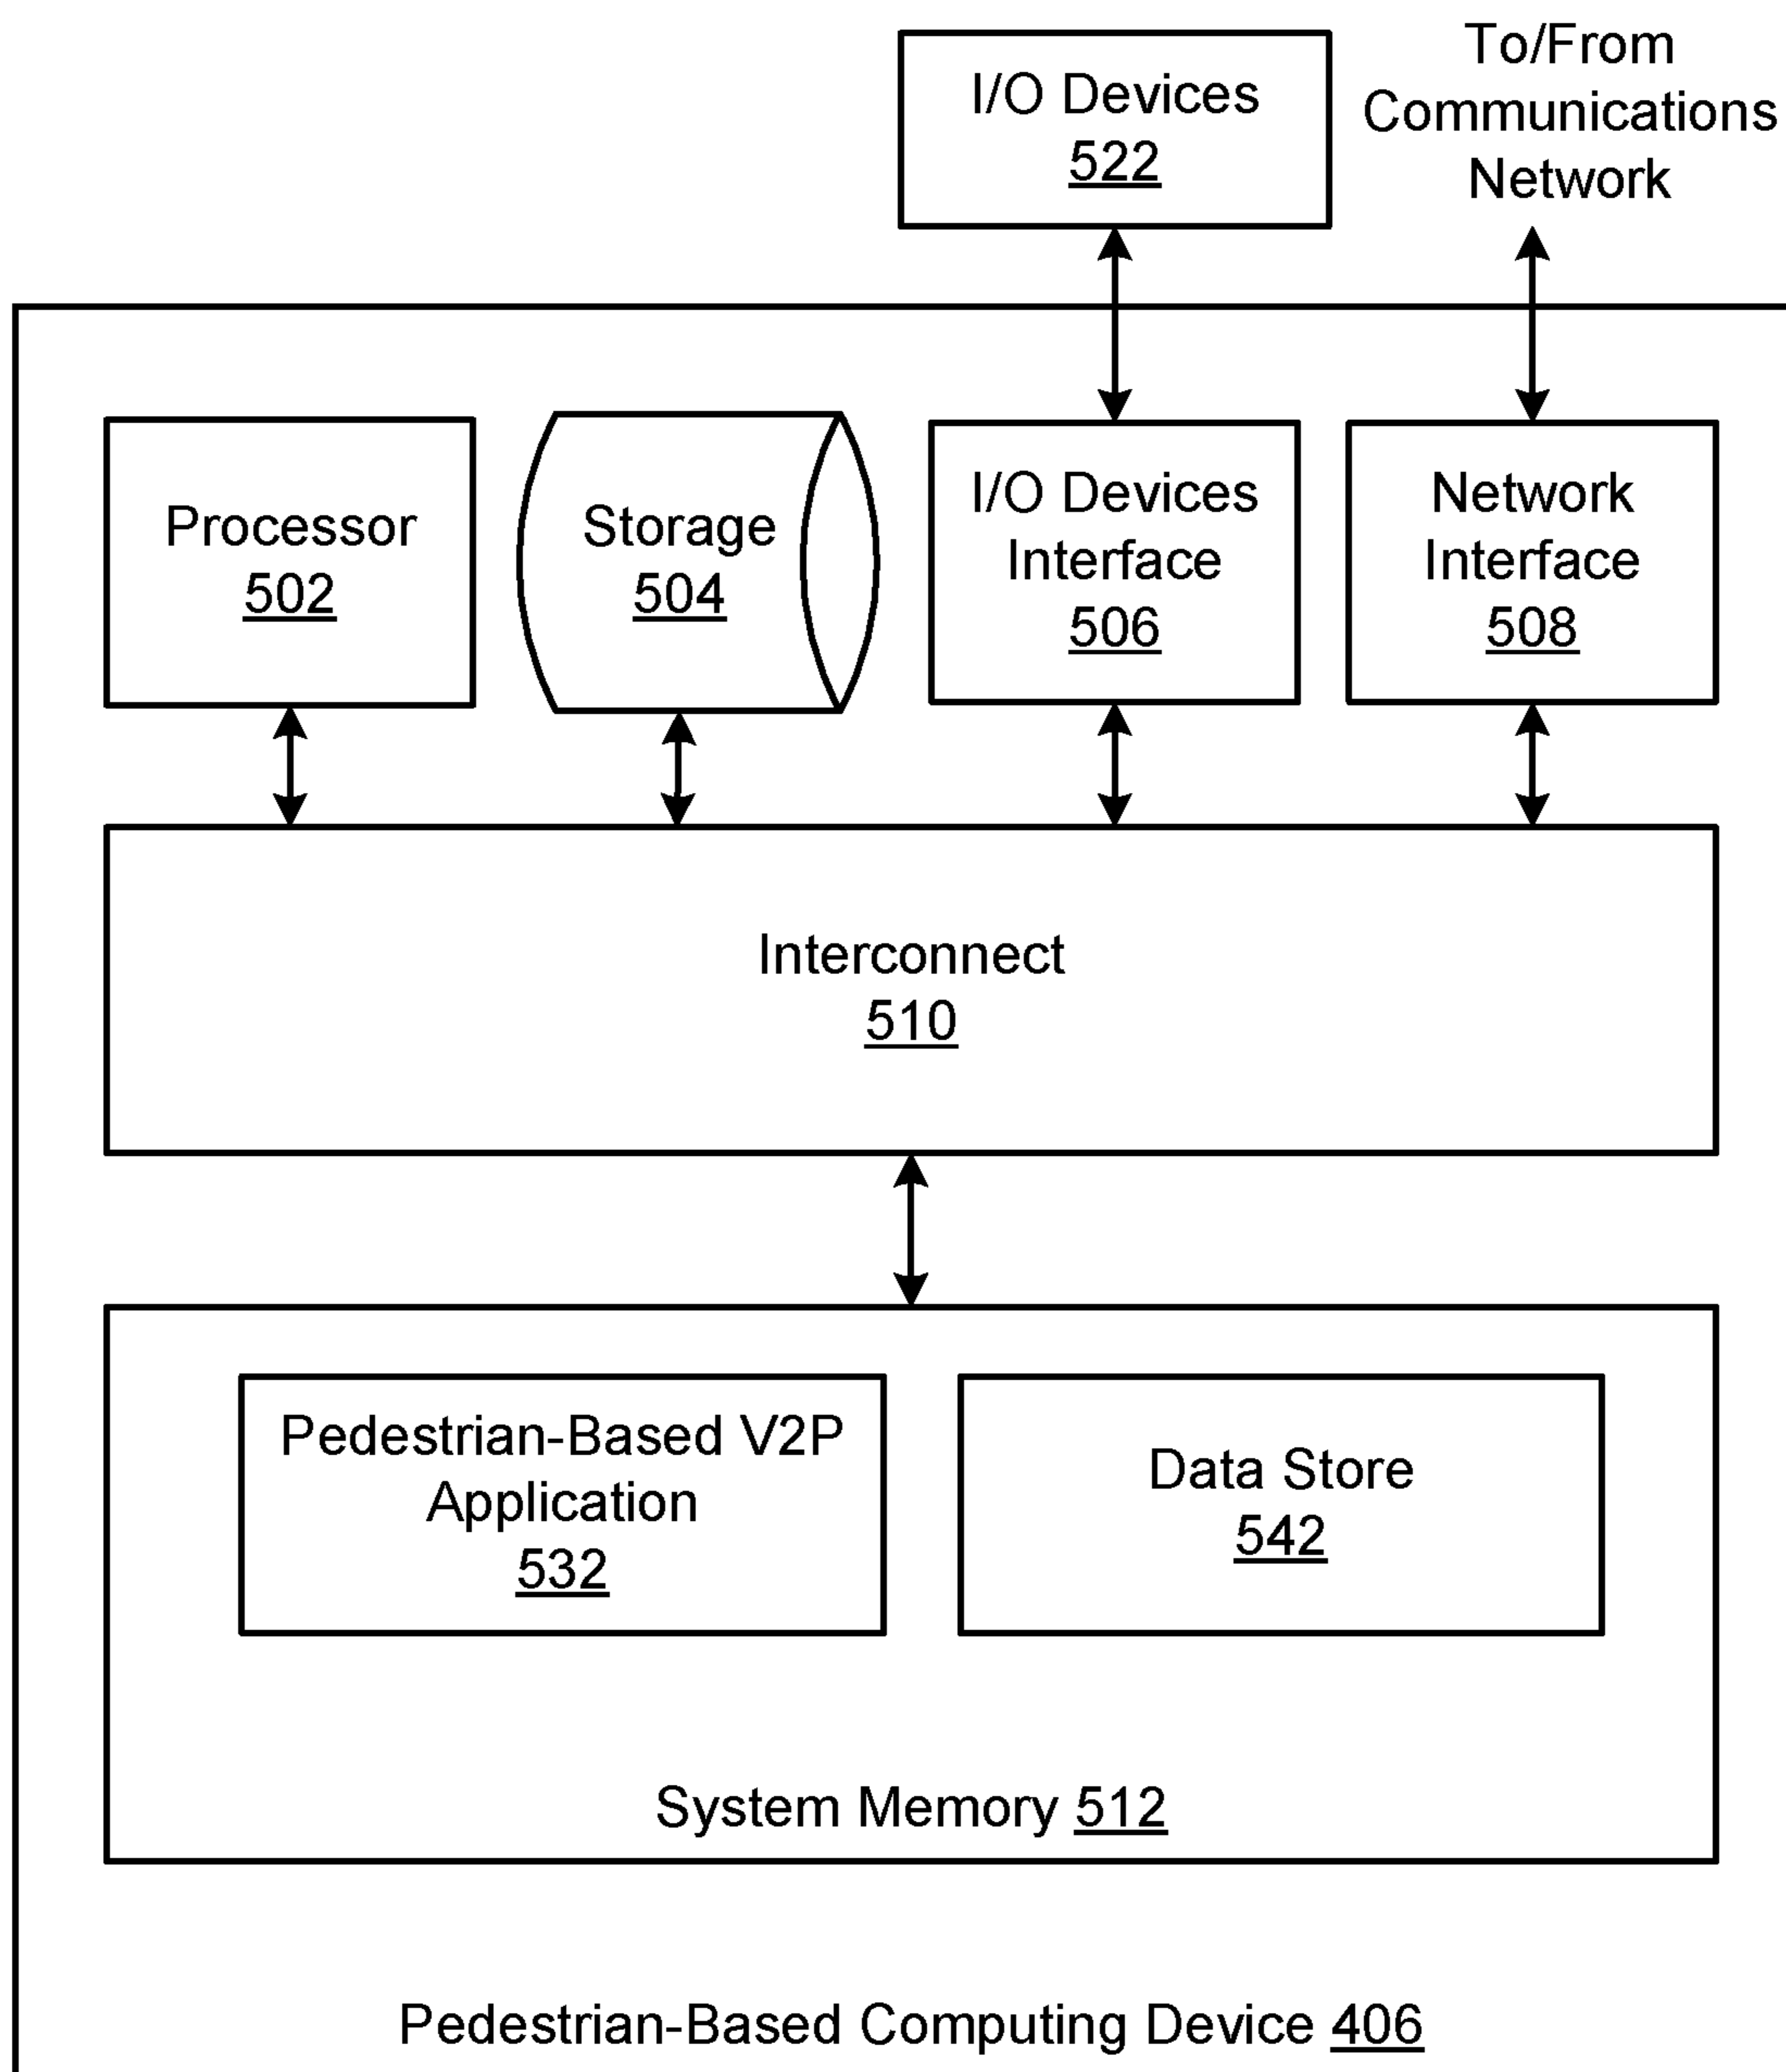 I/O Devices
522
To/From
Communications
Network
Processor
502
Storage
504
I/O Devices
Interface
506
Network
Interface
508
Interconnect
510
Pedestrian-Based V2P
Application
532
Data Store
542
System Memory 512
Pedestrian-Based Computing Device 406